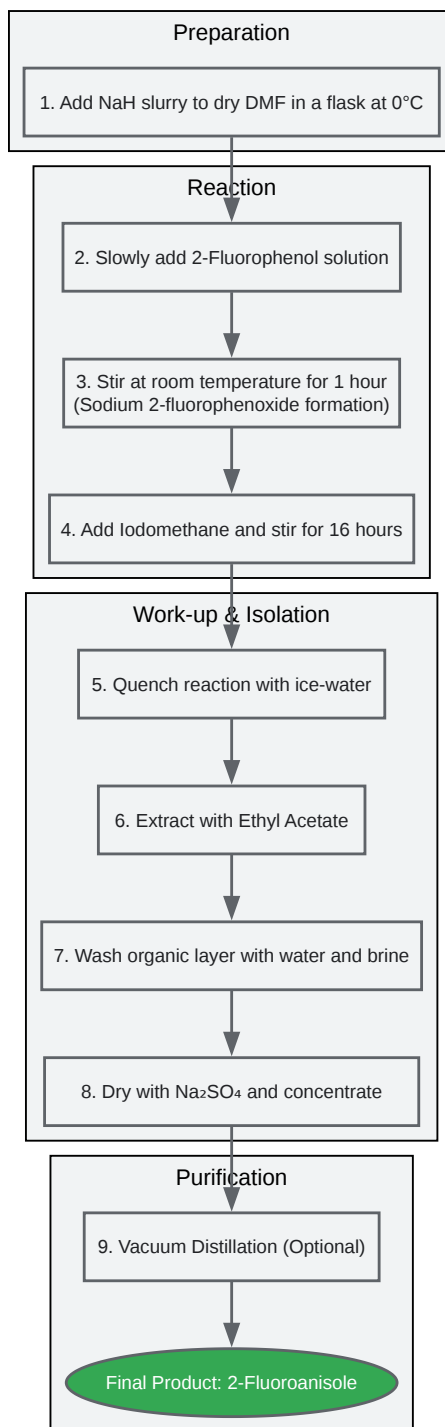 Preparation
1. Add NaH slurry to dry DMF in a flask at 0°C
Reaction
2. Slowly add 2-Fluorophenol solution
3. Stir at room temperature for 1 hour
(Sodium 2-fluorophenoxide formation)
4. Add Iodomethane and stir for 16 hours
Work-up & Isolation
5. Quench reaction with ice-water
6. Extract with Ethyl Acetate
7. Wash organic layer with water and brine
8. Dry with Na₂SO₄ and concentrate
Purification
9. Vacuum Distillation (Optional)
Final Product: 2-Fluoroanisole